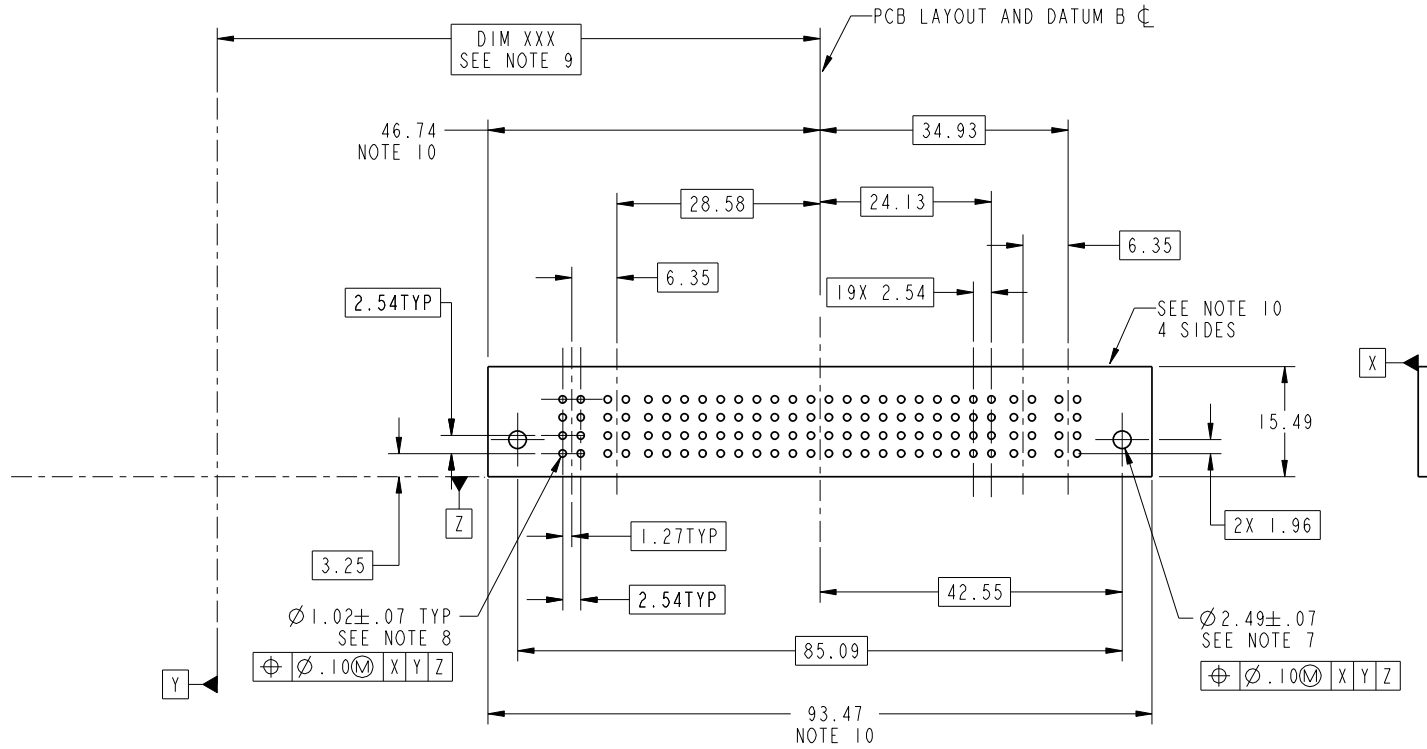 PCB LAYOUT AND DATUM B ℄
DIM XXX
SEE NOTE 9
46.74
NOTE 10
34.93
28.58
24.13
6.35
6.35
2.54TYP
19X 2.54
SEE NOTE 10
4 SIDES
X
15.49
Z
1.27TYP
2X 1.96
3.25
2.54TYP
42.55
Ø1.02±.07 TYP
SEE NOTE 8
⌖ Ø.10Ⓜ X Y Z
Ø2.49±.07
SEE NOTE 7
⌖ Ø.10Ⓜ X Y Z
85.09
Y
93.47
NOTE 10